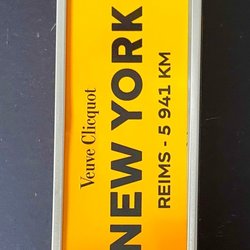 Veuve Clicquot
NEW YORK
REIMS - 5 941 KM